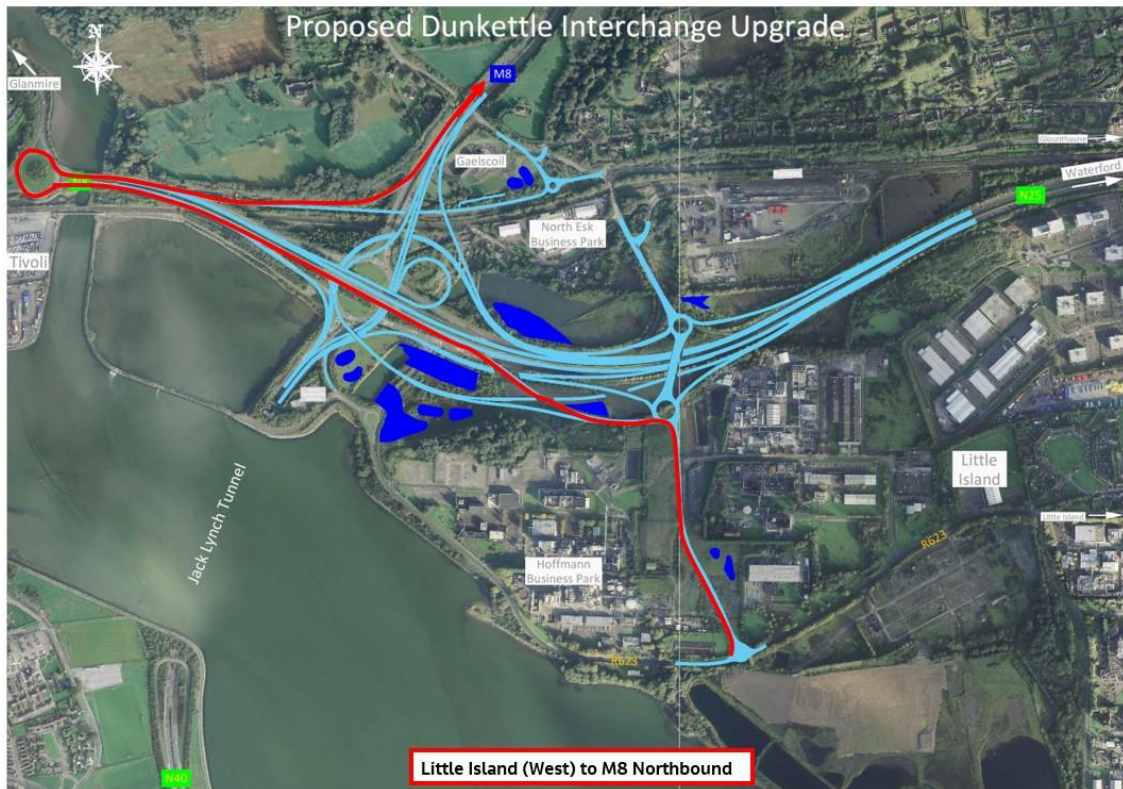 Proposed Dunkettle Interchange Upgrade
N
Glanmire
M8
Glounthaune
Gaelscoil
Waterford
N25
North Esk
Business Park
Tivoli
Little
Island
Little Island
R623
Jack Lynch Tunnel
Hoffmann
Business Park
R623
N40
Little Island (West) to M8 Northbound